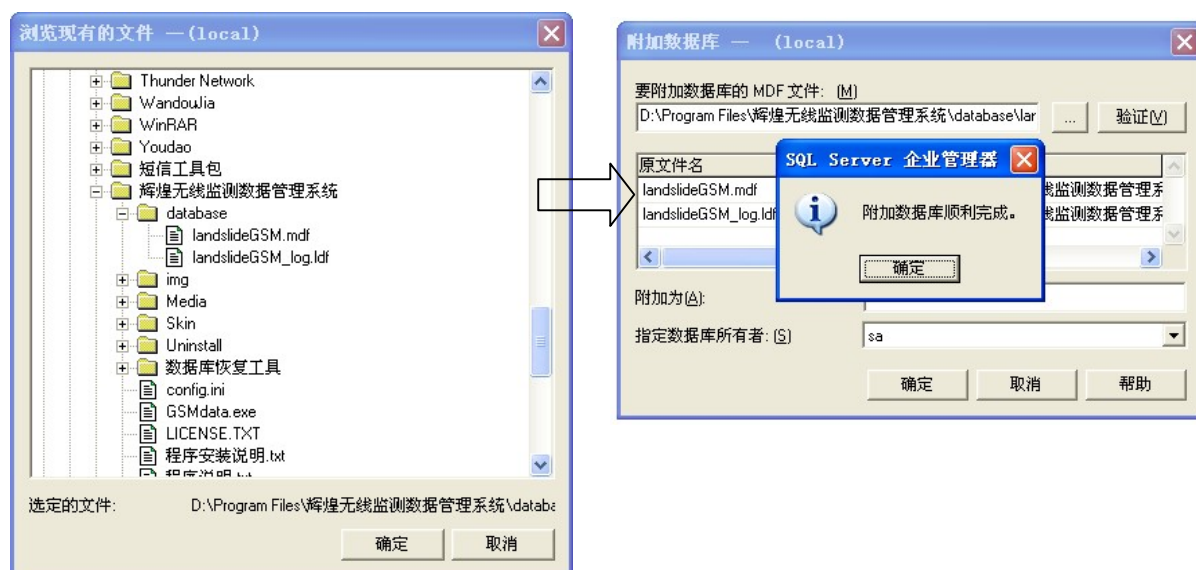 浏览现有的文件 —(local)
Thunder Network
WandouJia
WinRAR
Youdao
短信工具包
辉煌无线监测数据管理系统
database
landslideGSM.mdf
landslideGSM_log.ldf
img
Media
Skin
Uninstall
数据库恢复工具
config.ini
GSMdata.exe
LICENSE.TXT
程序安装说明.txt
选定的文件: D:\Program Files\辉煌无线监测数据管理系统\databa
确定 取消
附加数据库 — (local)
要附加数据库的 MDF 文件: (M)
D:\Program Files\辉煌无线监测数据管理系统\database\lar ... 验证(V)
原文件名
landslideGSM.mdf 线监测数据管理系
landslideGSM_log.ldf 线监测数据管理系
SQL Server 企业管理器
附加数据库顺利完成。
确定
附加为(A):
指定数据库所有者: (S) sa
确定 取消 帮助